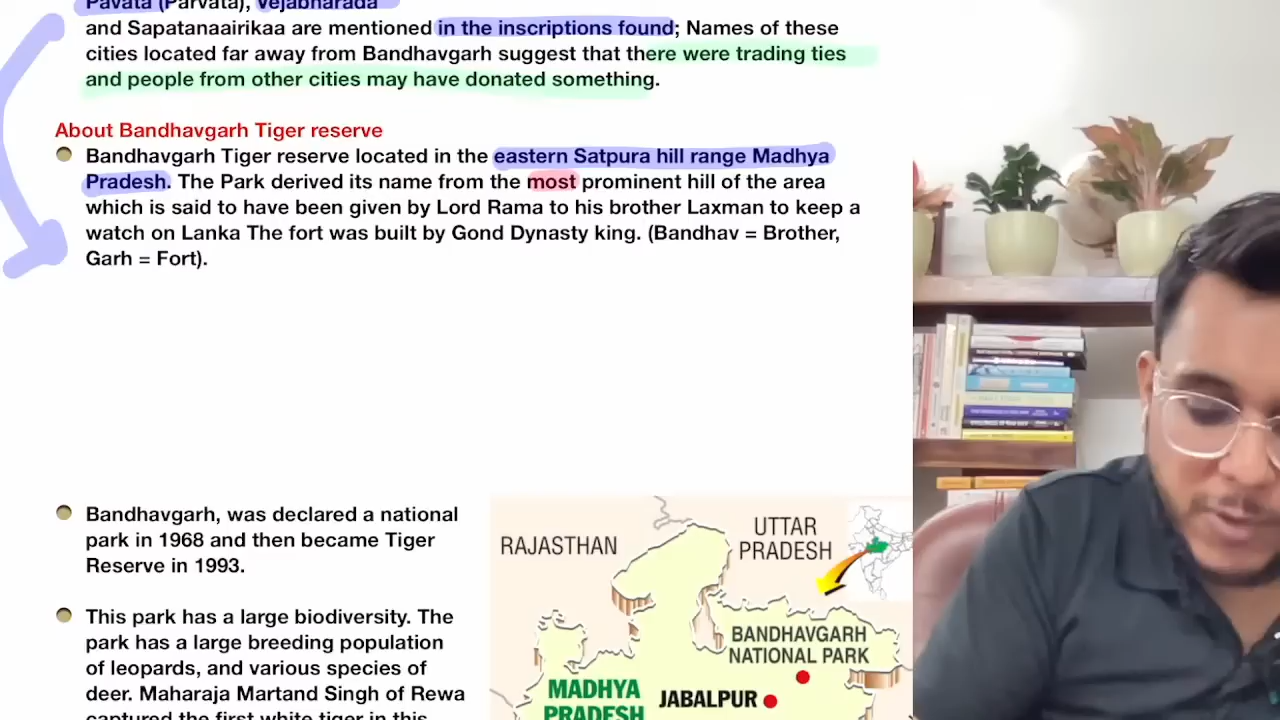 Pavata (Parvata), Vejabharada
and Sapatanaairikaa are mentioned in the inscriptions found; Names of these
cities located far away from Bandhavgarh suggest that there were trading ties
and people from other cities may have donated something.
About Bandhavgarh Tiger reserve
Bandhavgarh Tiger reserve located in the eastern Satpura hill range Madhya
Pradesh. The Park derived its name from the most prominent hill of the area
which is said to have been given by Lord Rama to his brother Laxman to keep a
watch on Lanka The fort was built by Gond Dynasty king. (Bandhav = Brother,
Garh = Fort).
Bandhavgarh, was declared a national
park in 1968 and then became Tiger
Reserve in 1993.
This park has a large biodiversity. The
park has a large breeding population
of leopards, and various species of
deer. Maharaja Martand Singh of Rewa
captured the first white tiger in this
RAJASTHAN
UTTAR
PRADESH
BANDHAVGARH
NATIONAL PARK
MADHYA
PRADESH
JABALPUR